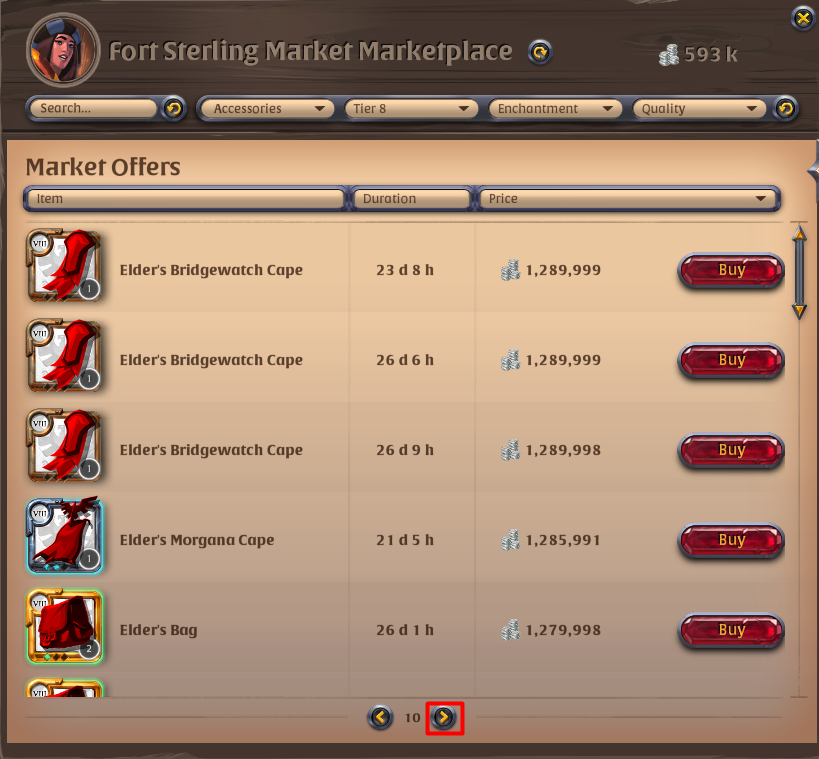 Fort Sterling Market Marketplace
593 k
Search...
Accessories
Tier 8
Enchantment
Quality
Market Offers
Item
Duration
Price
VIII
1
Elder's Bridgewatch Cape
23 d 8 h
1,289,999
Buy
VIII
1
Elder's Bridgewatch Cape
26 d 6 h
1,289,999
Buy
VIII
1
Elder's Bridgewatch Cape
26 d 9 h
1,289,998
Buy
VIII
1
Elder's Morgana Cape
21 d 5 h
1,285,991
Buy
VIII
2
Elder's Bag
26 d 1 h
1,279,998
Buy
VIII
10